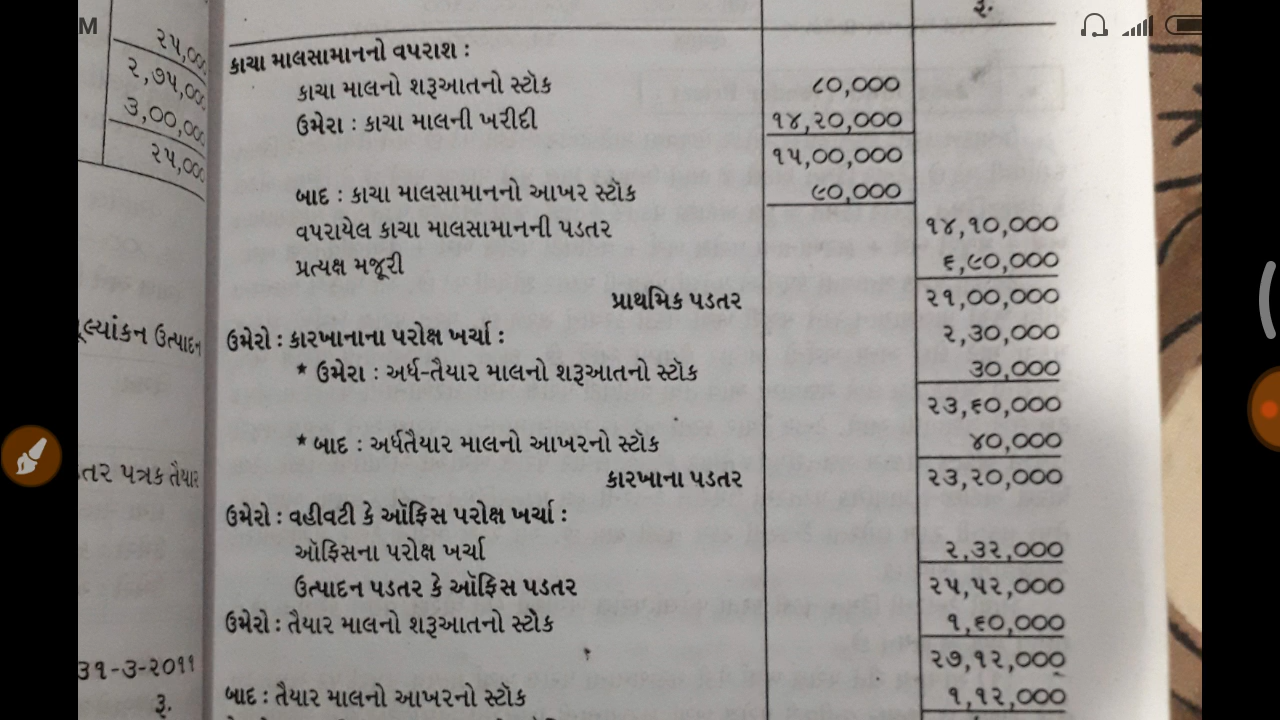 M
૨૫,૦૦
૨,૭૫,૦૦
૩,૦૦,૦૦
૨૫,૦૦
મૂલ્યાંકન ઉત્પાદન
પત્રક તૈયાર
૩૧-૩-૨૦૧૧
રૂ.
રૂ.
કાચા માલસામાનનો વપરાશ :
કાચા માલનો શરૂઆતનો સ્ટૉક ૮૦,૦૦૦
ઉમેરા : કાચા માલની ખરીદી ૧૪,૨૦,૦૦૦
૧૫,૦૦,૦૦૦
બાદ : કાચા માલસામાનનો આખર સ્ટૉક ૯૦,૦૦૦
વપરાયેલ કાચા માલસામાનની પડતર ૧૪,૧૦,૦૦૦
પ્રત્યક્ષ મજૂરી ૬,૯૦,૦૦૦
પ્રાથમિક પડતર ૨૧,૦૦,૦૦૦
ઉમેરો : કારખાનાના પરોક્ષ ખર્ચા : ૨,૩૦,૦૦૦
* ઉમેરા : અર્ધ-તૈયાર માલનો શરૂઆતનો સ્ટૉક ૩૦,૦૦૦
૨૩,૬૦,૦૦૦
* બાદ : અર્ધતૈયાર માલનો આખરનો સ્ટૉક ૪૦,૦૦૦
કારખાના પડતર ૨૩,૨૦,૦૦૦
ઉમેરો : વહીવટી કે ઑફિસ પરોક્ષ ખર્ચા :
ઑફિસના પરોક્ષ ખર્ચા ૨,૩૨,૦૦૦
ઉત્પાદન પડતર કે ઑફિસ પડતર ૨૫,૫૨,૦૦૦
ઉમેરો : તૈયાર માલનો શરૂઆતનો સ્ટૉક ૧,૬૦,૦૦૦
૨૭,૧૨,૦૦૦
બાદ : તૈયાર માલનો આખરનો સ્ટૉક ૧,૧૨,૦૦૦